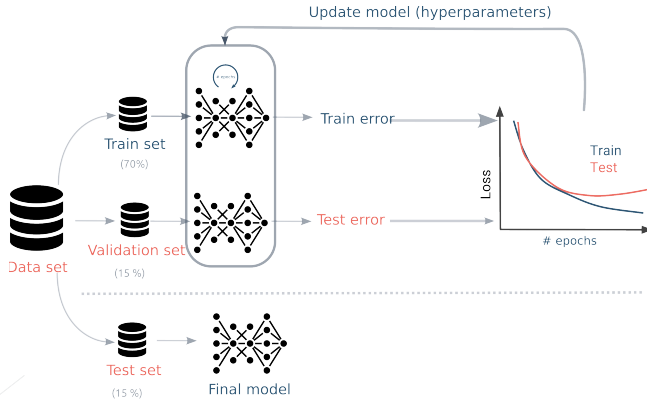 Update model (hyperparameters)
# epochs
Train set
(70%)
Train error
Train
Test
Loss
Validation set
(15 %)
Test error
# epochs
Data set
Test set
(15 %)
Final model